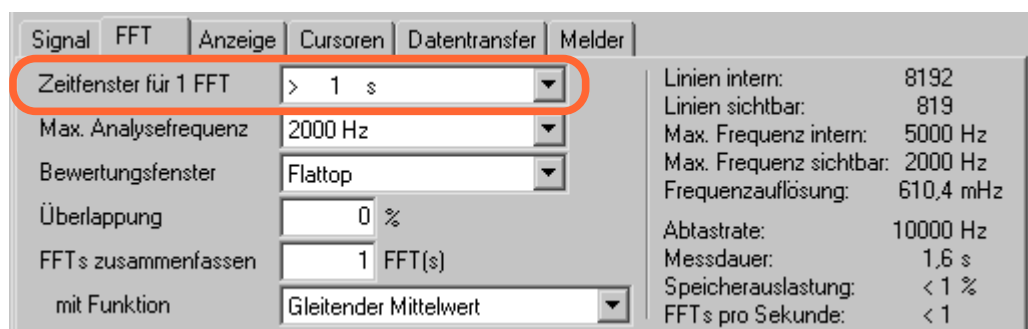 Signal FFT Anzeige Cursoren Datentransfer Melder
Zeitfenster für 1 FFT > 1 s
Max. Analysefrequenz 2000 Hz
Bewertungsfenster Flattop
Überlappung 0 %
FFTs zusammenfassen 1 FFT(s)
mit Funktion Gleitender Mittelwert
Linien intern: 8192
Linien sichtbar: 819
Max. Frequenz intern: 5000 Hz
Max. Frequenz sichtbar: 2000 Hz
Frequenzauflösung: 610,4 mHz
Abtastrate: 10000 Hz
Messdauer: 1,6 s
Speicherauslastung: < 1 %
FFTs pro Sekunde: < 1